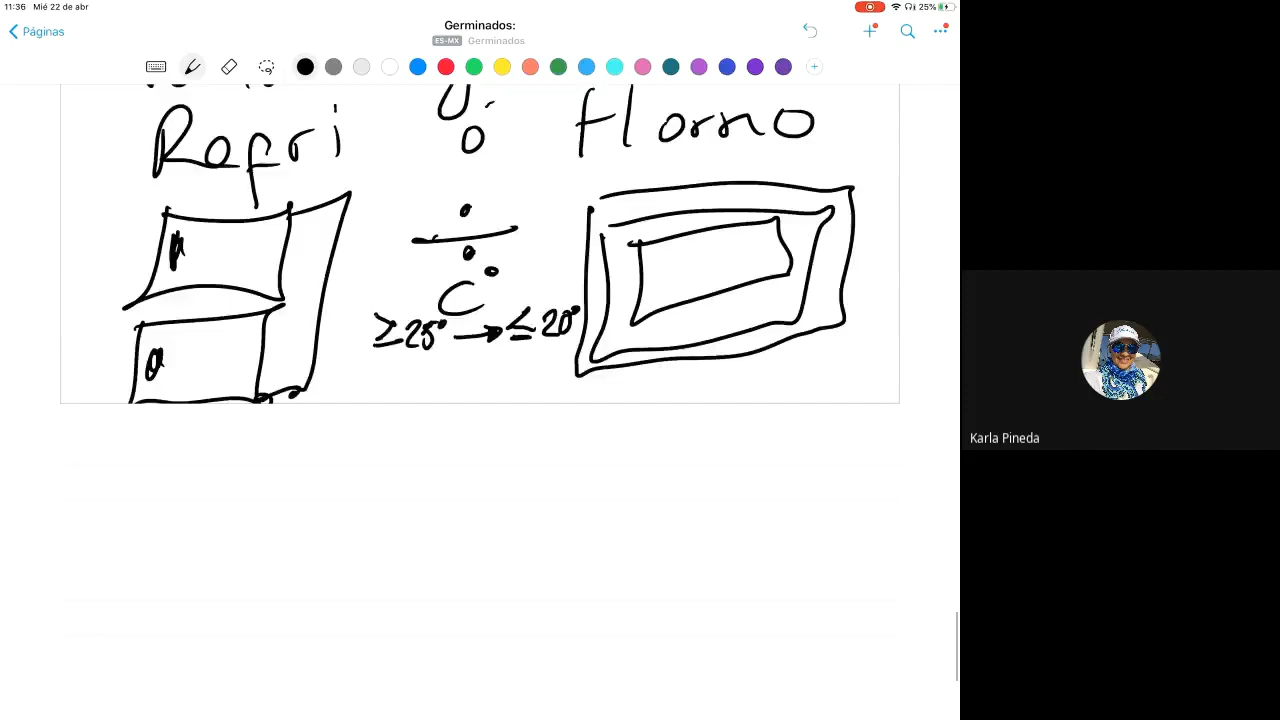 11:36 Mié 22 de abr
25%
Páginas
Germinados:
ES-MX Germinados
Refri
Horno
C°
≥25° → ≤20°
Karla Pineda